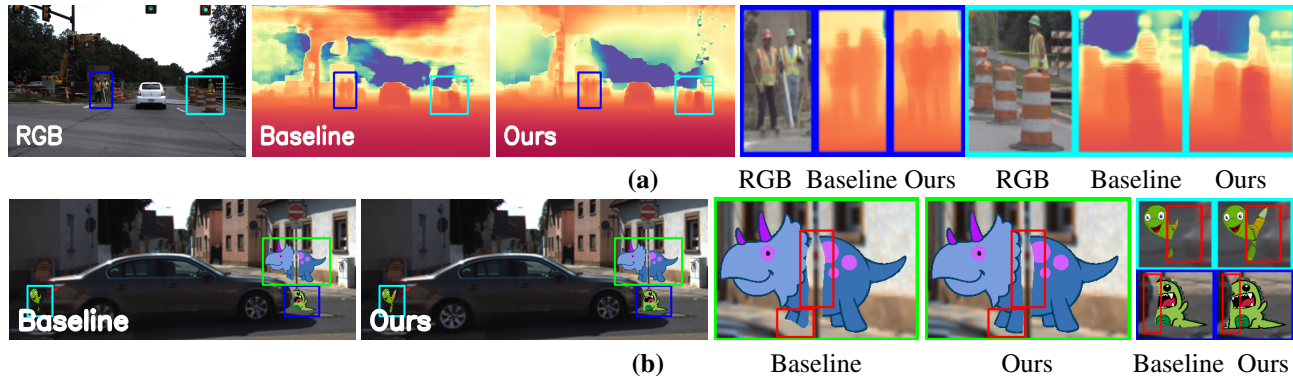 RGB
Baseline
Ours
(a)
RGB Baseline Ours RGB Baseline Ours
Baseline
Ours
(b)
Baseline Ours Baseline Ours